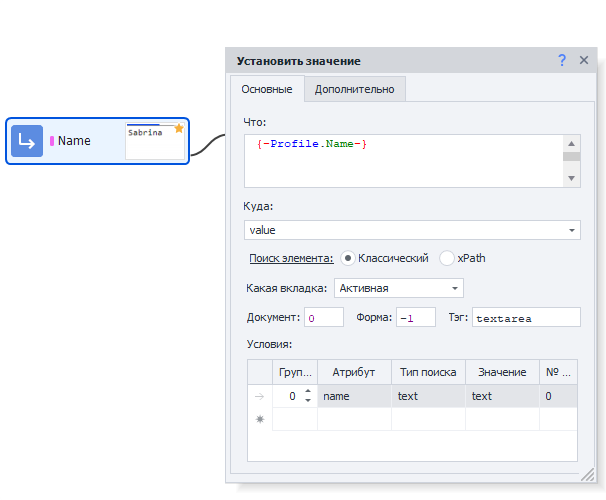 Установить значение
?
Основные Дополнительно
Name
Sabrina
Что:
{-Profile.Name-}
Куда:
value
Поиск элемента: Классический xPath
Какая вкладка: Активная
Документ: 0 Форма: -1 Тэг: textarea
Условия:
Груп... Атрибут Тип поиска Значение № ...
0 name text text 0